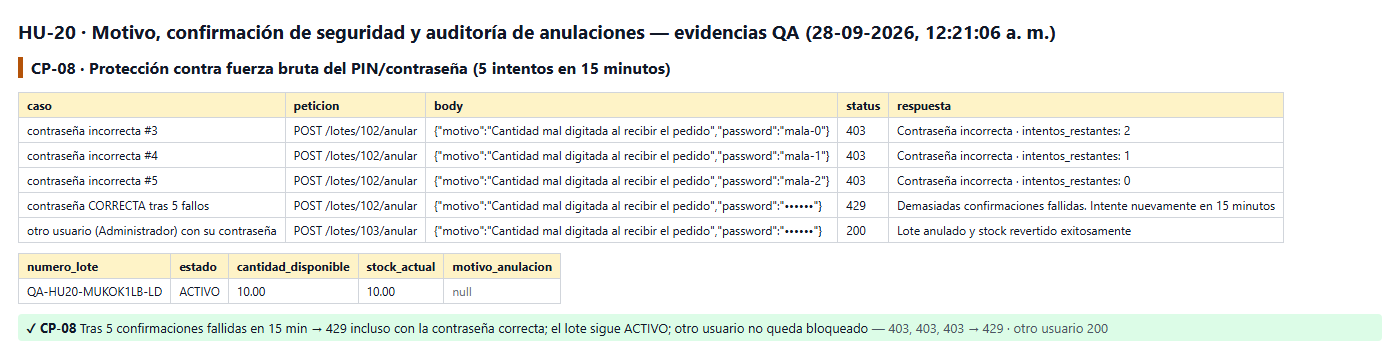 HU-20 · Motivo, confirmación de seguridad y auditoría de anulaciones — evidencias QA (28-09-2026, 12:21:06 a. m.)
CP-08 · Protección contra fuerza bruta del PIN/contraseña (5 intentos en 15 minutos)
caso peticion body status respuesta
contraseña incorrecta #3 POST /lotes/102/anular {"motivo":"Cantidad mal digitada al recibir el pedido","password":"mala-0"} 403 Contraseña incorrecta · intentos_restantes: 2
contraseña incorrecta #4 POST /lotes/102/anular {"motivo":"Cantidad mal digitada al recibir el pedido","password":"mala-1"} 403 Contraseña incorrecta · intentos_restantes: 1
contraseña incorrecta #5 POST /lotes/102/anular {"motivo":"Cantidad mal digitada al recibir el pedido","password":"mala-2"} 403 Contraseña incorrecta · intentos_restantes: 0
contraseña CORRECTA tras 5 fallos POST /lotes/102/anular {"motivo":"Cantidad mal digitada al recibir el pedido","password":"••••••"} 429 Demasiadas confirmaciones fallidas. Intente nuevamente en 15 minutos
otro usuario (Administrador) con su contraseña POST /lotes/103/anular {"motivo":"Cantidad mal digitada al recibir el pedido","password":"••••••"} 200 Lote anulado y stock revertido exitosamente
numero_lote estado cantidad_disponible stock_actual motivo_anulacion
QA-HU20-MUKOK1LB-LD ACTIVO 10.00 10.00 null
✓ CP-08 Tras 5 confirmaciones fallidas en 15 min → 429 incluso con la contraseña correcta; el lote sigue ACTIVO; otro usuario no queda bloqueado — 403, 403, 403 → 429 · otro usuario 200